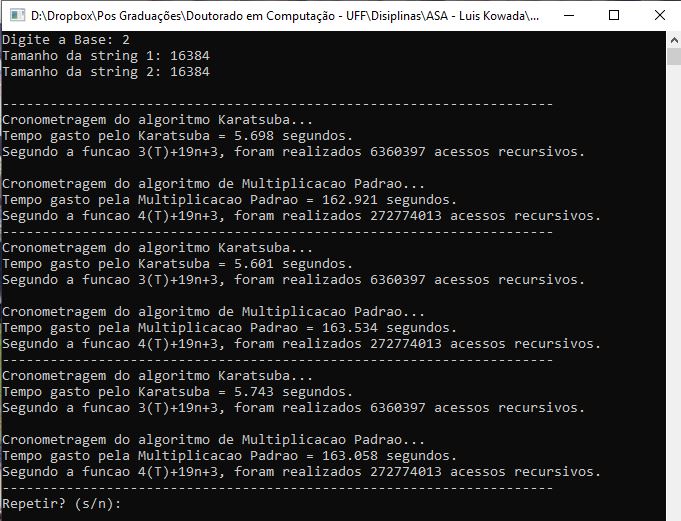 D:\Dropbox\Pos Graduações\Doutorado em Computação - UFF\Disiplinas\ASA - Luis Kowada\...
Digite a Base: 2
Tamanho da string 1: 16384
Tamanho da string 2: 16384
---------------------------------------------------------------------
Cronometragem do algoritmo Karatsuba...
Tempo gasto pelo Karatsuba = 5.698 segundos.
Segundo a funcao 3(T)+19n+3, foram realizados 6360397 acessos recursivos.
Cronometragem do algoritmo de Multiplicacao Padrao...
Tempo gasto pela Multiplicacao Padrao = 162.921 segundos.
Segundo a funcao 4(T)+19n+3, foram realizados 272774013 acessos recursivos.
---------------------------------------------------------------------
Cronometragem do algoritmo Karatsuba...
Tempo gasto pelo Karatsuba = 5.601 segundos.
Segundo a funcao 3(T)+19n+3, foram realizados 6360397 acessos recursivos.
Cronometragem do algoritmo de Multiplicacao Padrao...
Tempo gasto pela Multiplicacao Padrao = 163.534 segundos.
Segundo a funcao 4(T)+19n+3, foram realizados 272774013 acessos recursivos.
---------------------------------------------------------------------
Cronometragem do algoritmo Karatsuba...
Tempo gasto pelo Karatsuba = 5.743 segundos.
Segundo a funcao 3(T)+19n+3, foram realizados 6360397 acessos recursivos.
Cronometragem do algoritmo de Multiplicacao Padrao...
Tempo gasto pela Multiplicacao Padrao = 163.058 segundos.
Segundo a funcao 4(T)+19n+3, foram realizados 272774013 acessos recursivos.
---------------------------------------------------------------------
Repetir? (s/n):